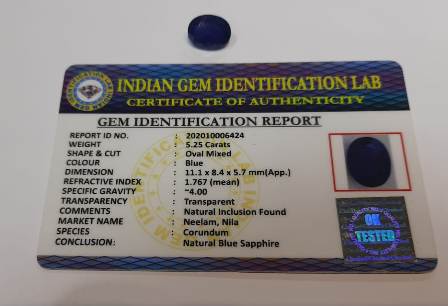 INDIAN GEM IDENTIFICATION LAB
CERTIFICATE OF AUTHENTICITY
GEM IDENTIFICATION REPORT
REPORT ID NO. : 202010006424
WEIGHT : 5.25 Carats
SHAPE & CUT : Oval Mixed
COLOUR : Blue
DIMENSION : 11.1 x 8.4 x 5.7 mm(App.)
REFRACTIVE INDEX : 1.767 (mean)
SPECIFIC GRAVITY : ~4.00
TRANSPARENCY : Transparent
COMMENTS : Natural Inclusion Found
MARKET NAME : Neelam, Nila
SPECIES : Corundum
CONCLUSION: : Natural Blue Sapphire
TESTED